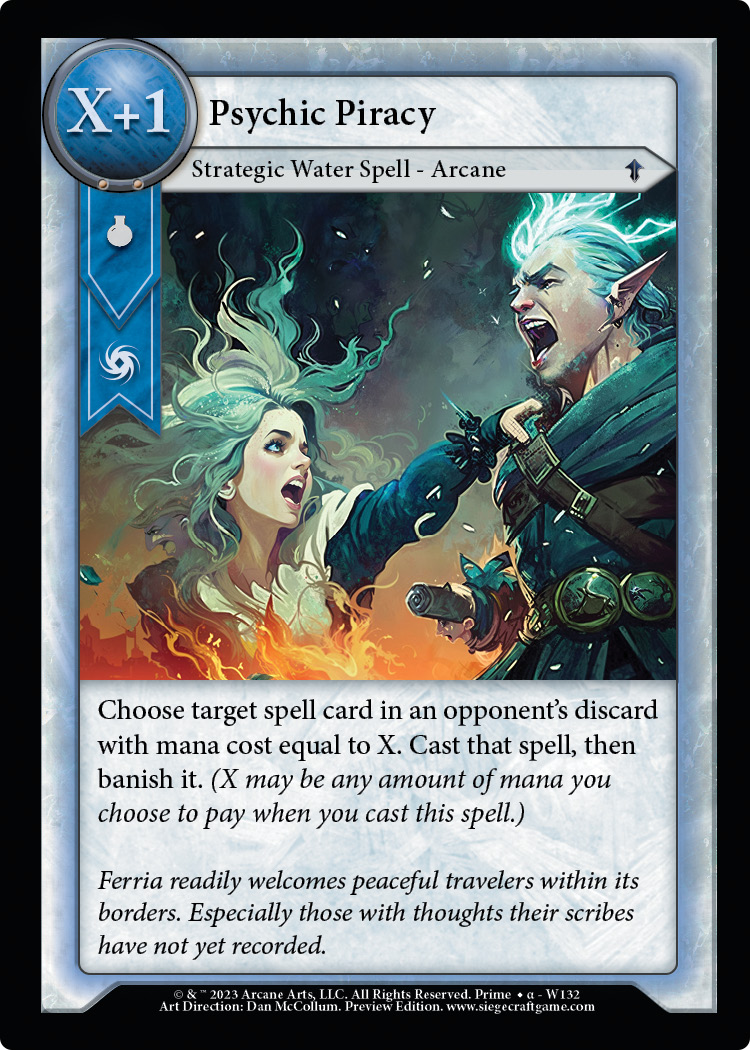 X+1
Psychic Piracy
Strategic Water Spell - Arcane
Choose target spell card in an opponent’s discard
with mana cost equal to X. Cast that spell, then
banish it. (X may be any amount of mana you
choose to pay when you cast this spell.)
Ferria readily welcomes peaceful travelers within its
borders. Especially those with thoughts their scribes
have not yet recorded.
© & ™ 2023 Arcane Arts, LLC. All Rights Reserved. Prime ⬥ α - W132
Art Direction: Dan McCollum. Preview Edition. www.siegecraftgame.com